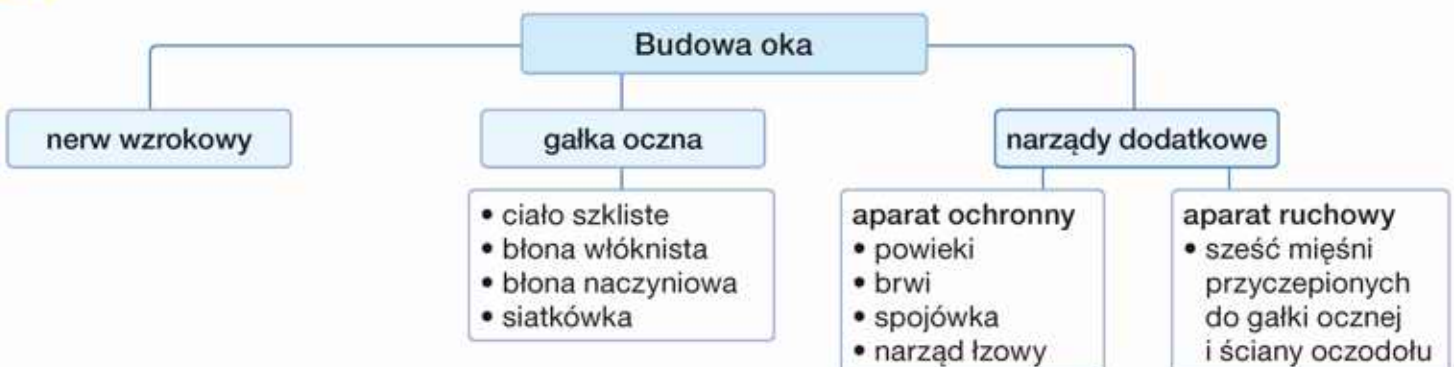 Budowa oka
nerw wzrokowy
gałka oczna
narządy dodatkowe
• ciało szkliste
• błona włóknista
• błona naczyniowa
• siatkówka
aparat ochronny
• powieki
• brwi
• spojówka
• narząd łzowy
aparat ruchowy
• sześć mięśni
przyczepionych
do gałki ocznej
i ściany oczodołu